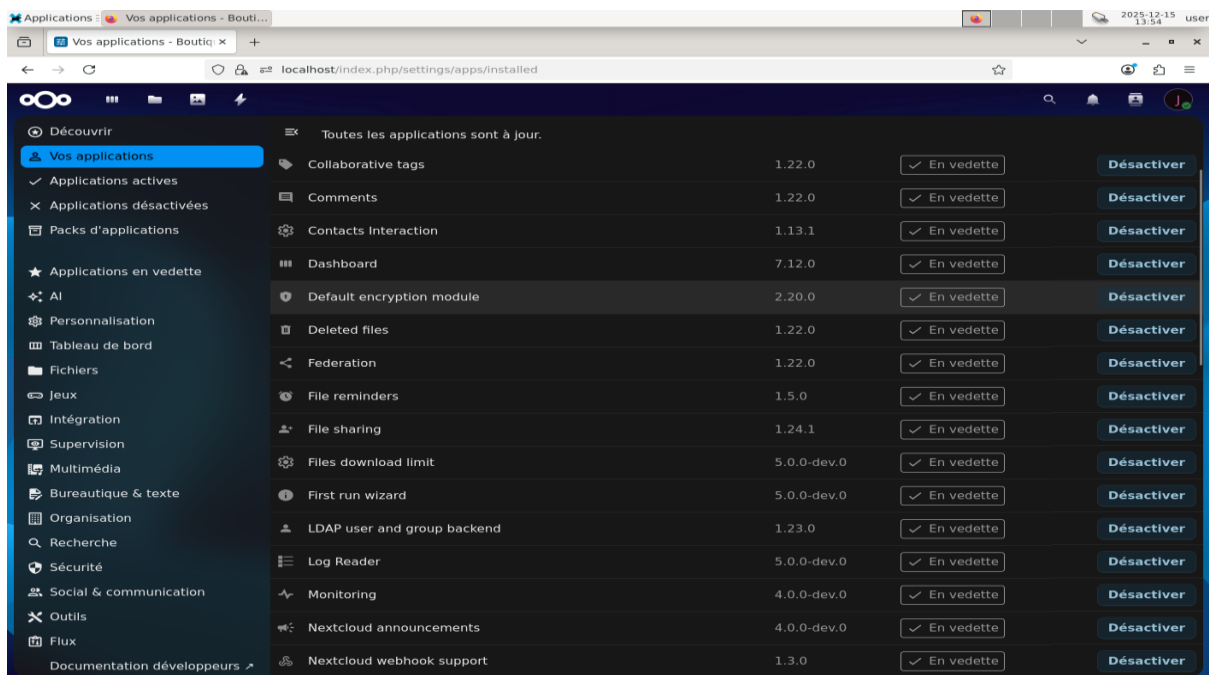 Applications
Vos applications - Bouti...
2025-12-15
13:54
user
Vos applications - Boutiq
localhost/index.php/settings/apps/installed
J
Découvrir
Vos applications
Applications actives
Applications désactivées
Packs d'applications
Applications en vedette
AI
Personnalisation
Tableau de bord
Fichiers
Jeux
Intégration
Supervision
Multimédia
Bureautique & texte
Organisation
Recherche
Sécurité
Social & communication
Outils
Flux
Documentation développeurs ↗
Toutes les applications sont à jour.
Collaborative tags 1.22.0 En vedette Désactiver
Comments 1.22.0 En vedette Désactiver
Contacts Interaction 1.13.1 En vedette Désactiver
Dashboard 7.12.0 En vedette Désactiver
Default encryption module 2.20.0 En vedette Désactiver
Deleted files 1.22.0 En vedette Désactiver
Federation 1.22.0 En vedette Désactiver
File reminders 1.5.0 En vedette Désactiver
File sharing 1.24.1 En vedette Désactiver
Files download limit 5.0.0-dev.0 En vedette Désactiver
First run wizard 5.0.0-dev.0 En vedette Désactiver
LDAP user and group backend 1.23.0 En vedette Désactiver
Log Reader 5.0.0-dev.0 En vedette Désactiver
Monitoring 4.0.0-dev.0 En vedette Désactiver
Nextcloud announcements 4.0.0-dev.0 En vedette Désactiver
Nextcloud webhook support 1.3.0 En vedette Désactiver